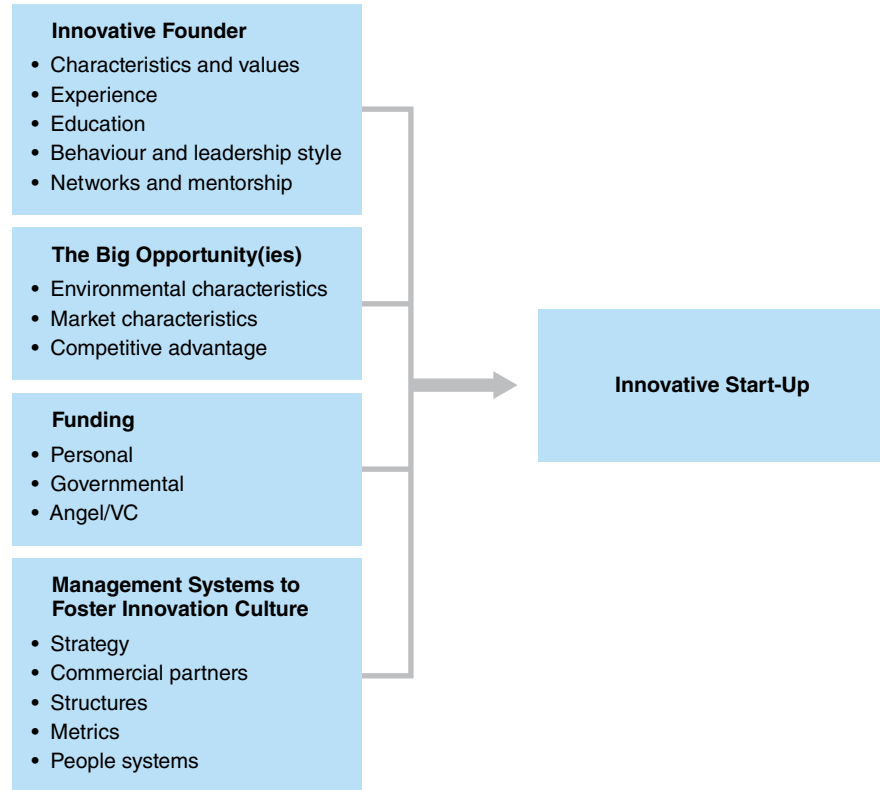 Innovative Founder
• Characteristics and values
• Experience
• Education
• Behaviour and leadership style
• Networks and mentorship
The Big Opportunity(ies)
• Environmental characteristics
• Market characteristics
• Competitive advantage
Funding
• Personal
• Governmental
• Angel/VC
Management Systems to
Foster Innovation Culture
• Strategy
• Commercial partners
• Structures
• Metrics
• People systems
Innovative Start-Up